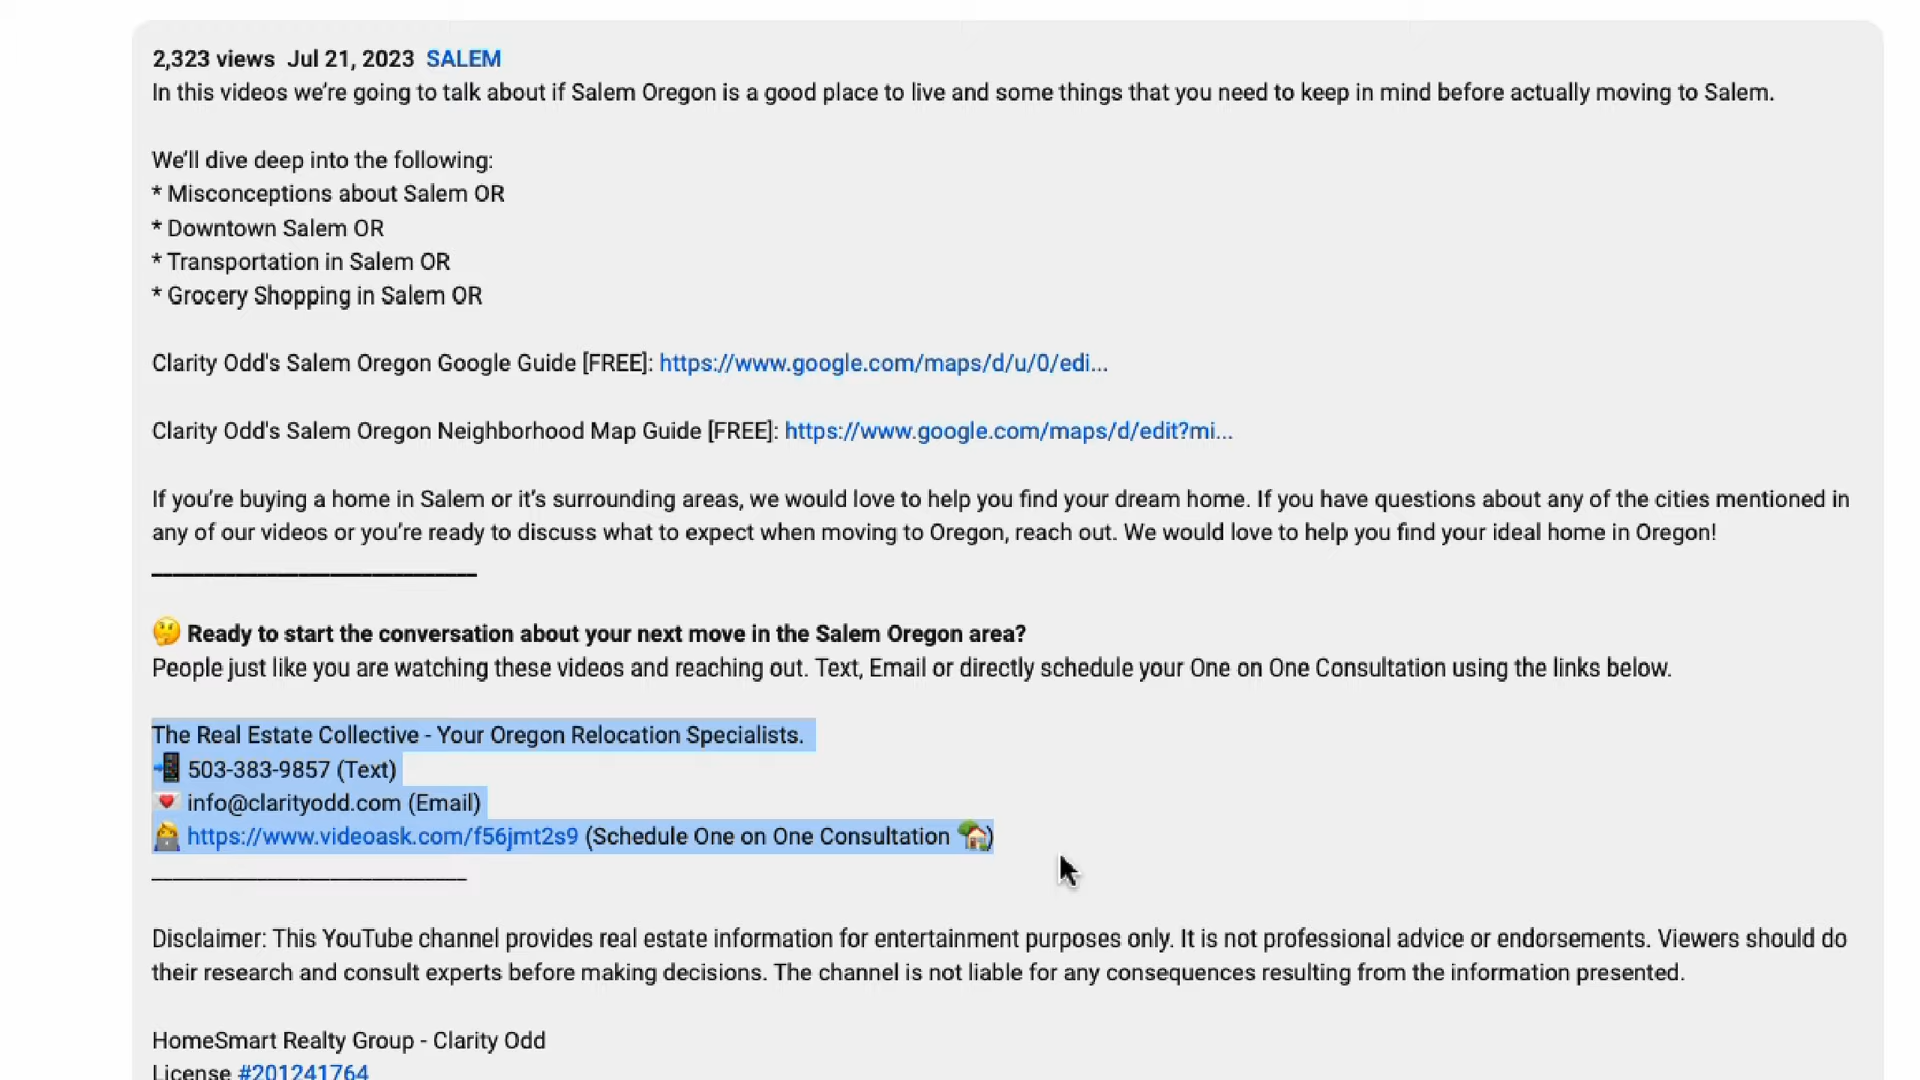 2,323 views Jul 21, 2023 SALEM
In this videos we're going to talk about if Salem Oregon is a good place to live and some things that you need to keep in mind before actually moving to Salem.
We'll dive deep into the following:
* Misconceptions about Salem OR
* Downtown Salem OR
* Transportation in Salem OR
* Grocery Shopping in Salem OR
Clarity Odd's Salem Oregon Google Guide [FREE]: https://www.google.com/maps/d/u/0/edi...
Clarity Odd's Salem Oregon Neighborhood Map Guide [FREE]: https://www.google.com/maps/d/edit?mi...
If you're buying a home in Salem or it's surrounding areas, we would love to help you find your dream home. If you have questions about any of the cities mentioned in
any of our videos or you're ready to discuss what to expect when moving to Oregon, reach out. We would love to help you find your ideal home in Oregon!
🤔 Ready to start the conversation about your next move in the Salem Oregon area?
People just like you are watching these videos and reaching out. Text, Email or directly schedule your One on One Consultation using the links below.
The Real Estate Collective - Your Oregon Relocation Specialists.
📲 503-383-9857 (Text)
💌 info@clarityodd.com (Email)
🧑‍💻 https://www.videoask.com/f56jmt2s9 (Schedule One on One Consultation 🏡)
Disclaimer: This YouTube channel provides real estate information for entertainment purposes only. It is not professional advice or endorsements. Viewers should do
their research and consult experts before making decisions. The channel is not liable for any consequences resulting from the information presented.
HomeSmart Realty Group - Clarity Odd
License #201241764